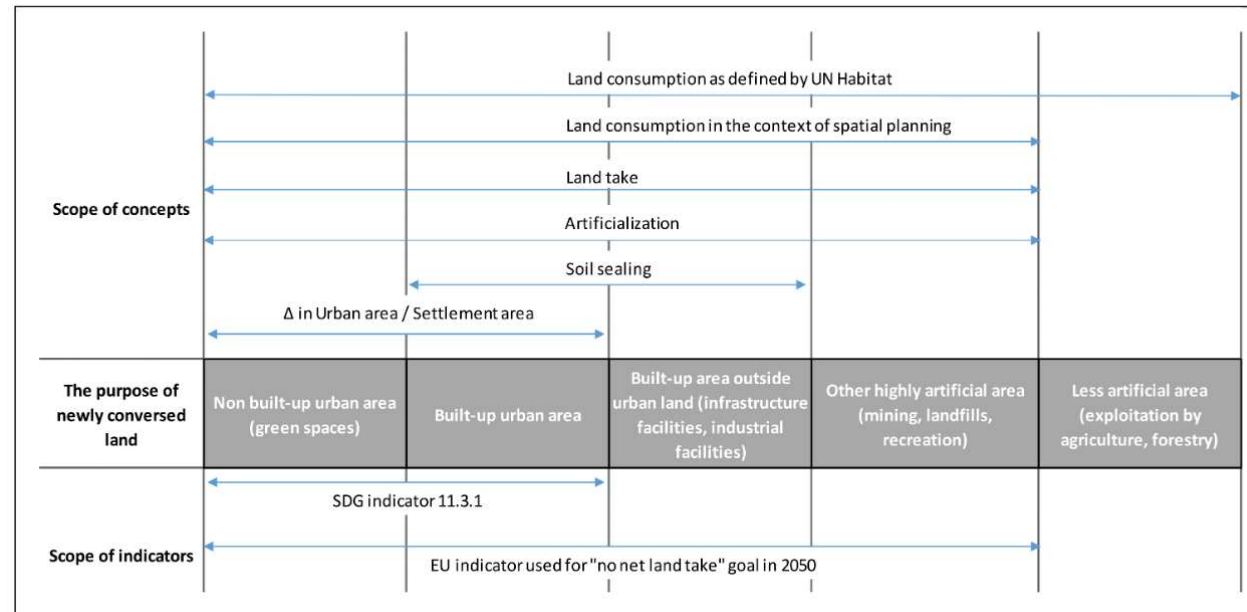 Land consumption as defined by UN Habitat
Land consumption in the context of spatial planning
Land take
Scope of concepts
Artificialization
Soil sealing
Δ in Urban area / Settlement area
The purpose of
newly conversed
land
Non built-up urban area
(green spaces)
Built-up urban area
Built-up area outside
urban land (infrastructure
facilities, industrial
facilities)
Other highly artificial area
(mining, landfills,
recreation)
Less artificial area
(exploitation by
agriculture, forestry)
SDG indicator 11.3.1
Scope of indicators
EU indicator used for "no net land take" goal in 2050